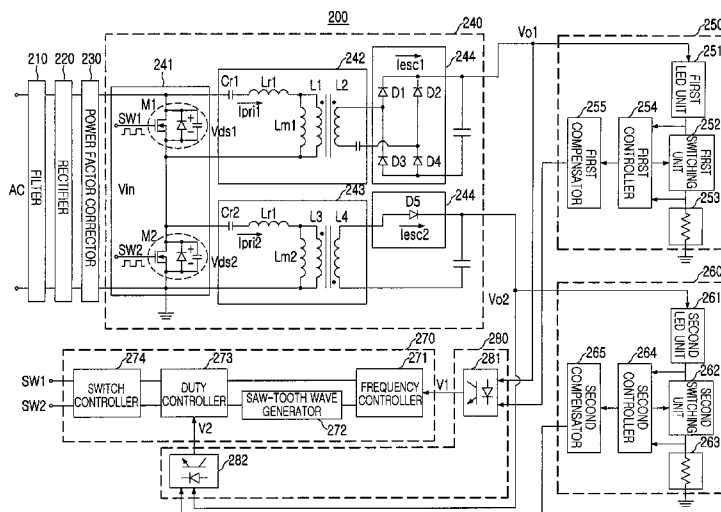 200
210
220
230
240
Vo1
250
241
242
244
251
FILTER
RECTIFIER
POWER FACTOR CORRECTOR
AC
Vin
M1
SW1
Vds1
Cr1
Lr1
Ipri1
Lm1
L1
L2
Iesc1
D1
D2
D3
D4
FIRST LED UNIT
255
254
252
FIRST COMPENSATOR
FIRST CONTROLLER
FIRST SWITCHING UNIT
253
243
244
M2
SW2
Vds2
Cr2
Lr1
Ipri2
Lm2
L3
L4
D5
Iesc2
Vo2
260
261
SECOND LED UNIT
270
280
274
273
271
281
SW1
SW2
SWITCH CONTROLLER
DUTY CONTROLLER
SAW-TOOTH WAVE GENERATOR
272
FREQUENCY CONTROLLER
V1
V2
282
265
264
262
SECOND COMPENSATOR
SECOND CONTROLLER
SECOND SWITCHING UNIT
263